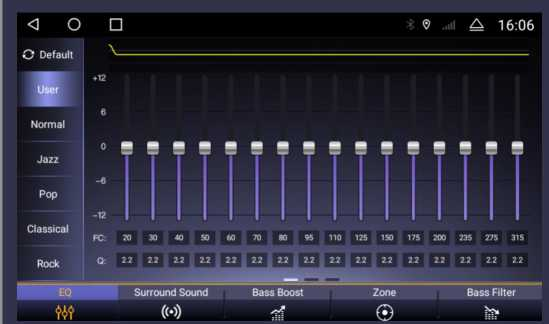 16:06
Default
User
Normal
Jazz
Pop
Classical
Rock
+12
6
0
-6
-12
FC: 20 30 40 50 60 70 80 95 110 125 150 175 200 235 275 315
Q: 2.2 2.2 2.2 2.2 2.2 2.2 2.2 2.2 2.2 2.2 2.2 2.2 2.2 2.2 2.2 2.2
EQ Surround Sound Bass Boost Zone Bass Filter